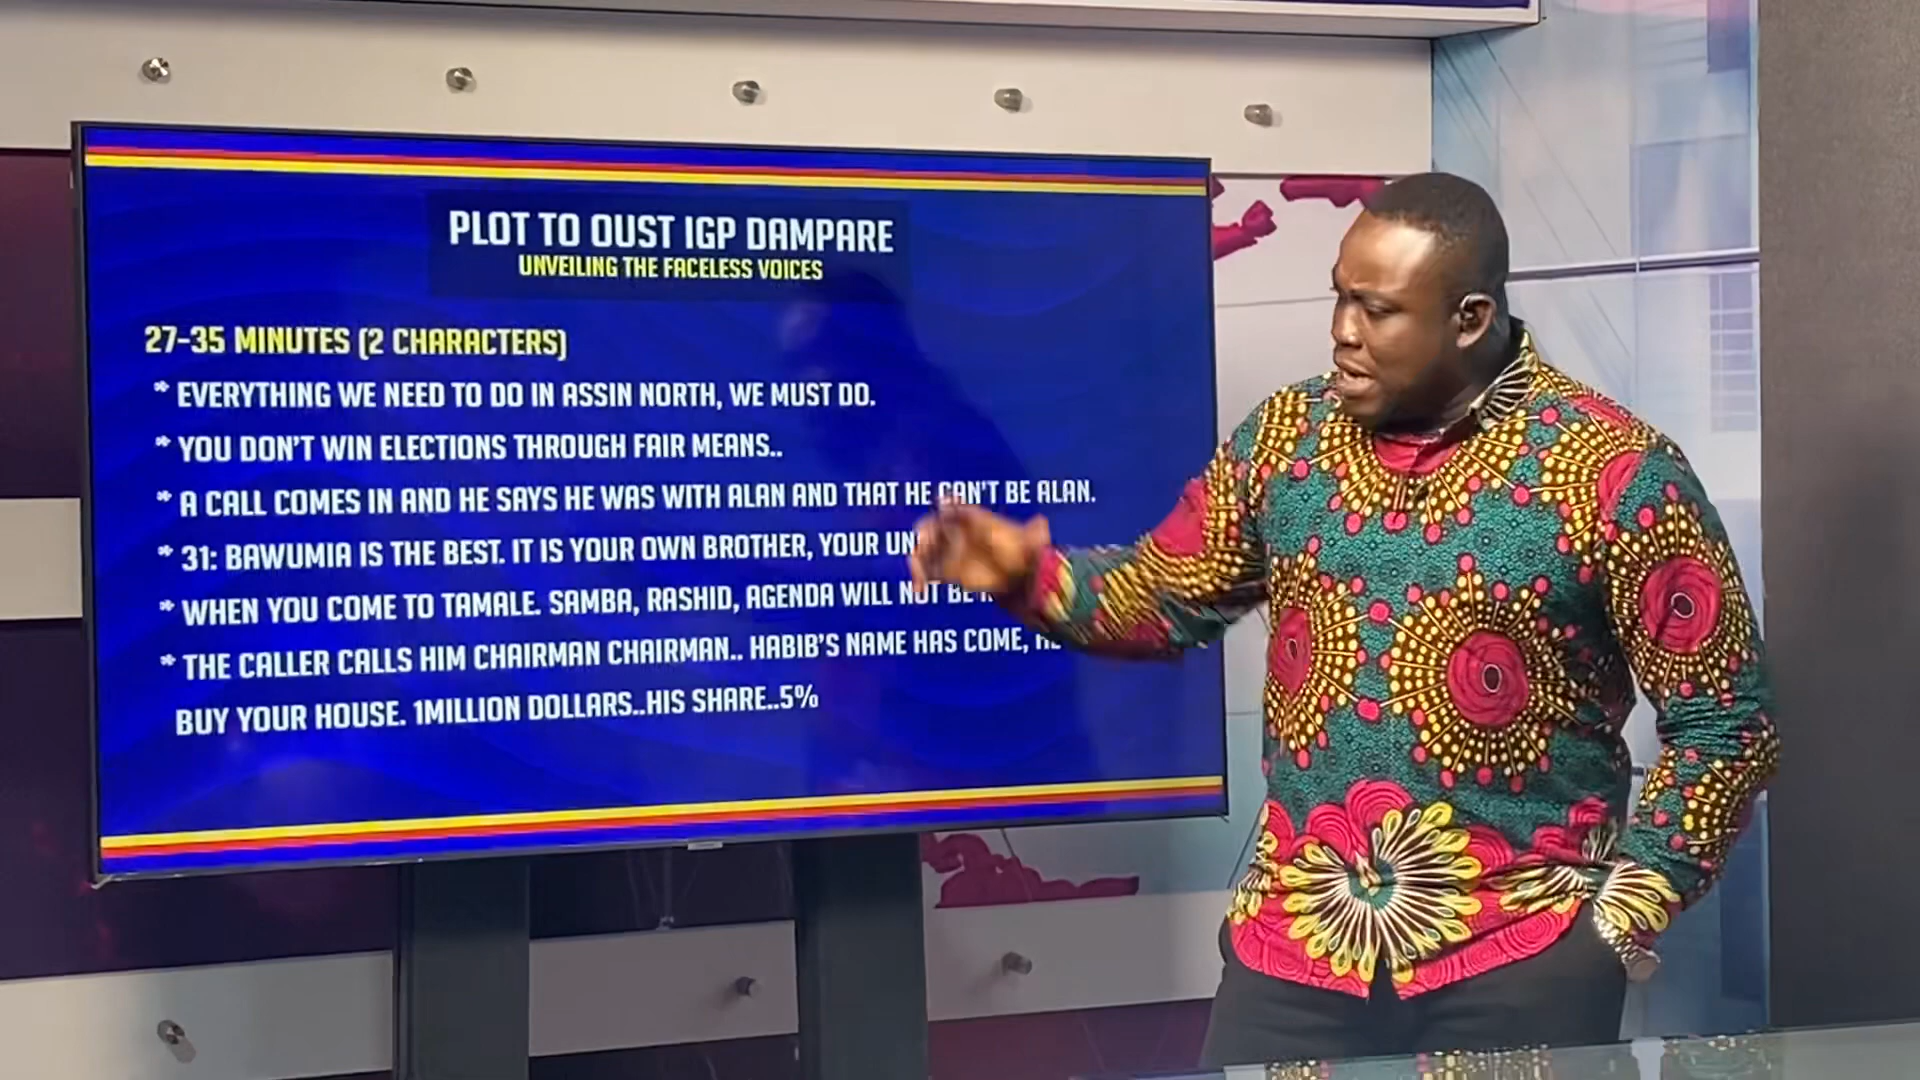 PLOT TO OUST IGP DAMPARE
UNVEILING THE FACELESS VOICES
27-35 MINUTES (2 CHARACTERS)
* EVERYTHING WE NEED TO DO IN ASSIN NORTH, WE MUST DO.
* YOU DON'T WIN ELECTIONS THROUGH FAIR MEANS..
* A CALL COMES IN AND HE SAYS HE WAS WITH ALAN AND THAT HE CAN'T BE ALAN.
* 31: BAWUMIA IS THE BEST. IT IS YOUR OWN BROTHER, YOUR
* WHEN YOU COME TO TAMALE. SAMBA, RASHID, AGENDA WILL NOT BE
* THE CALLER CALLS HIM CHAIRMAN CHAIRMAN.. HABIB'S NAME HAS COME,
BUY YOUR HOUSE. 1MILLION DOLLARS..HIS SHARE..5%